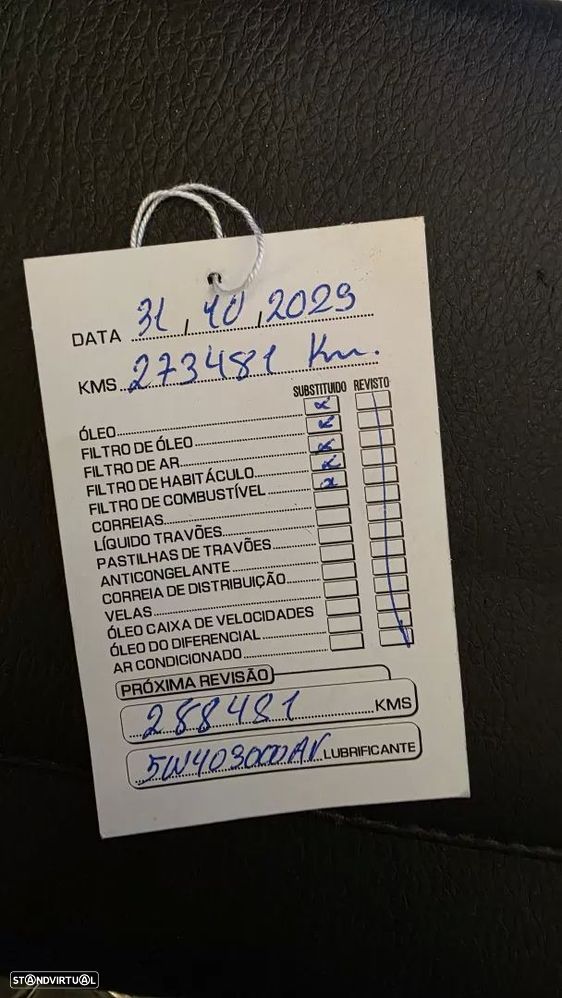 DATA 31, 10, 2023
KMS 273481 Km.
SUBSTITUIDO REVISTO
ÓLEO x
FILTRO DE ÓLEO x
FILTRO DE AR x
FILTRO DE HABITÁCULO x
FILTRO DE COMBUSTÍVEL x
CORREIAS
LÍQUIDO TRAVÕES
PASTILHAS DE TRAVÕES
ANTICONGELANTE
CORREIA DE DISTRIBUIÇÃO
VELAS
ÓLEO CAIXA DE VELOCIDADES
ÓLEO DO DIFERENCIAL
AR CONDICIONADO
PRÓXIMA REVISÃO
288481 KMS
5W40 LUBRIFICANTE
STANDVIRTUAL